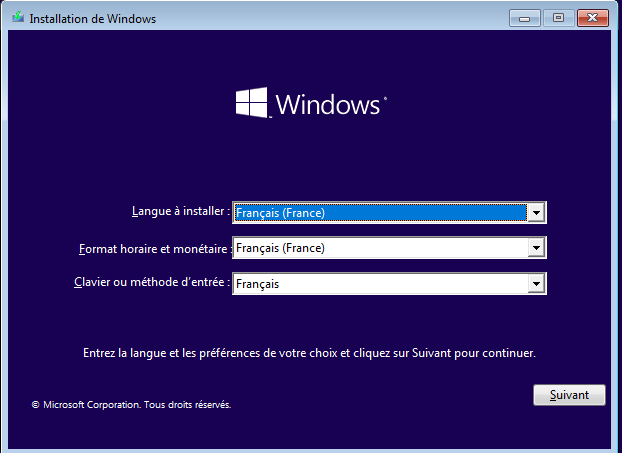 Installation de Windows
Windows
Langue à installer : Français (France)
Format horaire et monétaire : Français (France)
Clavier ou méthode d'entrée : Français
Entrez la langue et les préférences de votre choix et cliquez sur Suivant pour continuer.
Suivant
© Microsoft Corporation. Tous droits réservés.